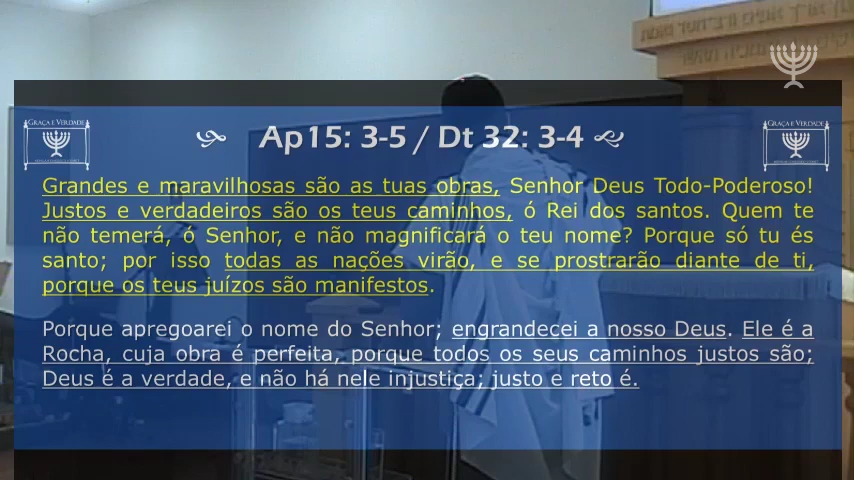 GRAÇA E VERDADE
GRAÇA E VERDADE
Ap15: 3-5 / Dt 32: 3-4
Grandes e maravilhosas são as tuas obras, Senhor Deus Todo-Poderoso!
Justos e verdadeiros são os teus caminhos, ó Rei dos santos. Quem te
não temerá, ó Senhor, e não magnificará o teu nome? Porque só tu és
santo; por isso todas as nações virão, e se prostrarão diante de ti,
porque os teus juízos são manifestos.
Porque apregoarei o nome do Senhor; engrandecei a nosso Deus. Ele é a
Rocha, cuja obra é perfeita, porque todos os seus caminhos justos são;
Deus é a verdade, e não há nele injustiça; justo e reto é.